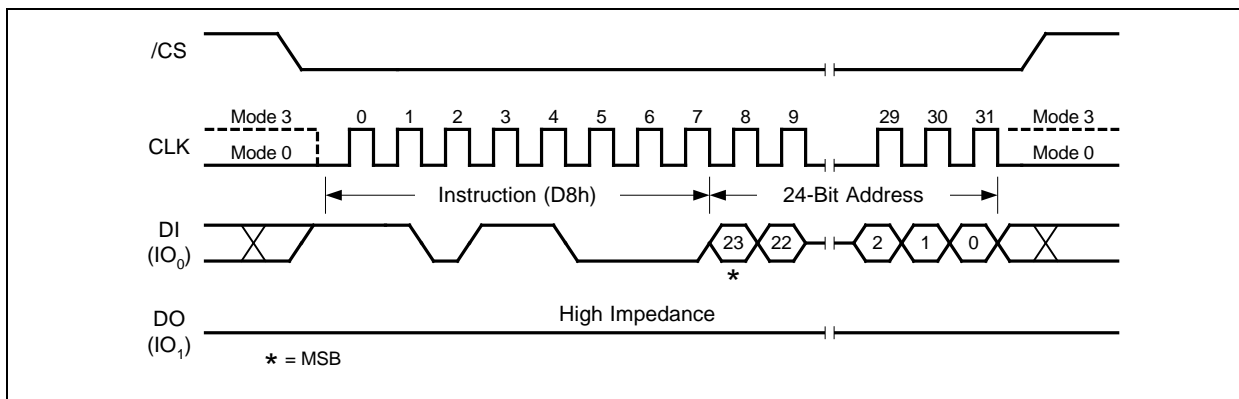 /CS
Mode 3 0 1 2 3 4 5 6 7 8 9 29 30 31 Mode 3
CLK
Mode 0 Mode 0
Instruction (D8h) 24-Bit Address
DI
(IO0)
23 22 2 1 0
*
High Impedance
DO
(IO1)
* = MSB